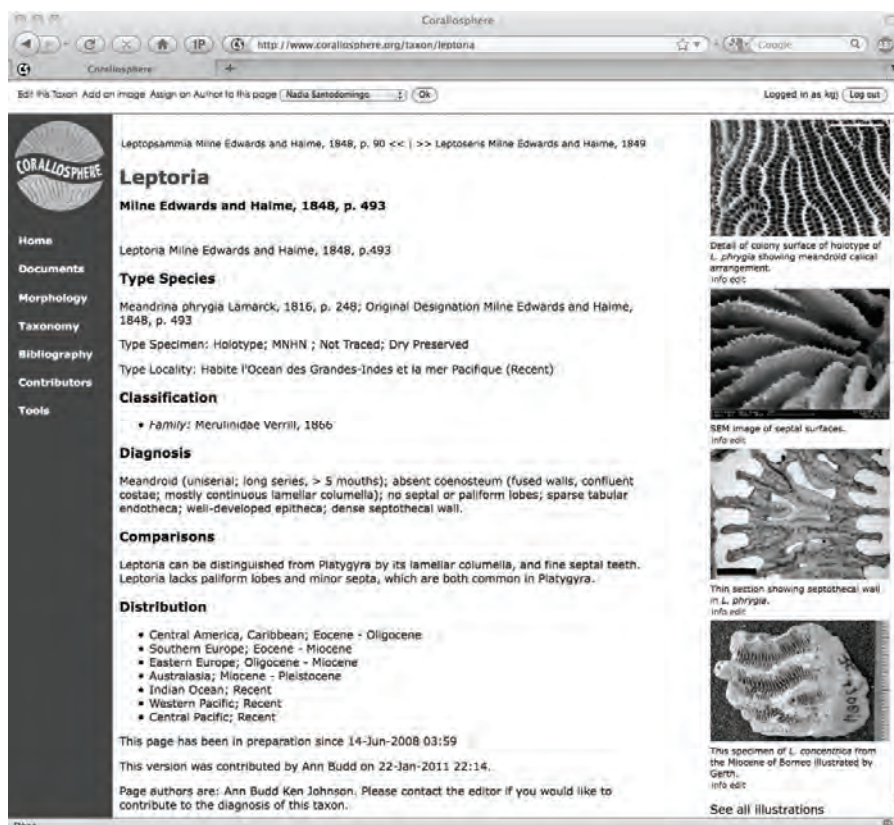 Corallosphere
1P
http://www.corallosphere.org/taxon/leptoria
Google
Corallosphere
Edit this Taxon Add an image Assign an Author to this page Nadia Santodomingo Ok
Logged in as kgj Log out
CORALLOSPHERE
Home
Documents
Morphology
Taxonomy
Bibliography
Contributors
Tools
Leptopsammia Milne Edwards and Haime, 1848, p. 90 << | >> Leptoseris Milne Edwards and Haime, 1849
Leptoria
Milne Edwards and Haime, 1848, p. 493
Leptoria Milne Edwards and Haime, 1848, p.493
Type Species
Meandrina phrygia Lamarck, 1816, p. 248; Original Designation Milne Edwards and Haime,
1848, p. 493
Type Specimen: Holotype; MNHN ; Not Traced; Dry Preserved
Type Locality: Habite l'Ocean des Grandes-Indes et la mer Pacifique (Recent)
Classification
• Family: Merulinidae Verrill, 1866
Diagnosis
Meandroid (uniserial; long series, > 5 mouths); absent coenosteum (fused walls, confluent
costae; mostly continuous lamellar columella); no septal or paliform lobes; sparse tabular
endotheca; well-developed epitheca; dense septothecal wall.
Comparisons
Leptoria can be distinguished from Platygyra by its lamellar columella, and fine septal teeth.
Leptoria lacks paliform lobes and minor septa, which are both common in Platygyra.
Distribution
• Central America, Caribbean; Eocene - Oligocene
• Southern Europe; Eocene - Miocene
• Eastern Europe; Oligocene - Miocene
• Australasia; Miocene - Pleistocene
• Indian Ocean; Recent
• Western Pacific; Recent
• Central Pacific; Recent
This page has been in preparation since 14-Jun-2008 03:59
This version was contributed by Ann Budd on 22-Jan-2011 22:14.
Page authors are: Ann Budd Ken Johnson. Please contact the editor if you would like to
contribute to the diagnosis of this taxon.
Detail of colony surface of holotype of
L. phrygia showing meandroid calical
arrangement.
info edit
SEM image of septal surfaces.
info edit
Thin section showing septothecal wall
in L. phrygia.
info edit
This specimen of L. concentrica from
the Miocene of Borneo illustrated by
Gerth.
info edit
See all illustrations